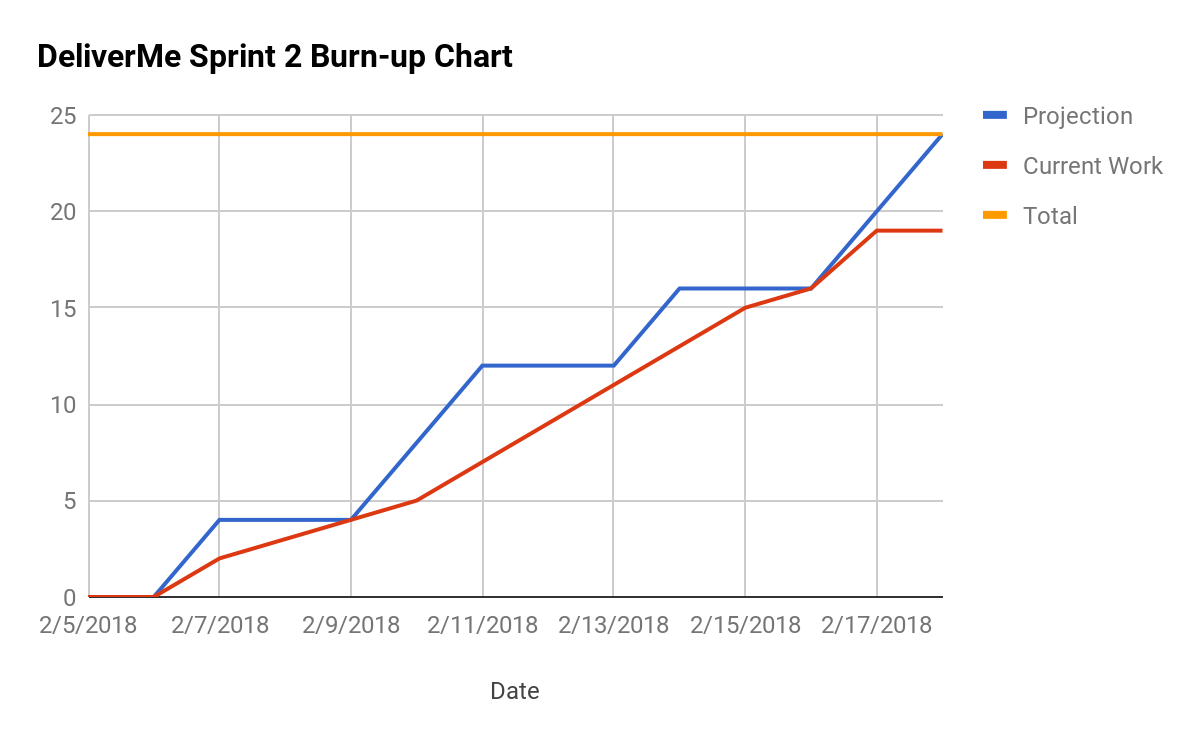 DeliverMe Sprint 2 Burn-up Chart
25
20
15
10
5
0
2/5/2018 2/7/2018 2/9/2018 2/11/2018 2/13/2018 2/15/2018 2/17/2018
Date
Projection
Current Work
Total